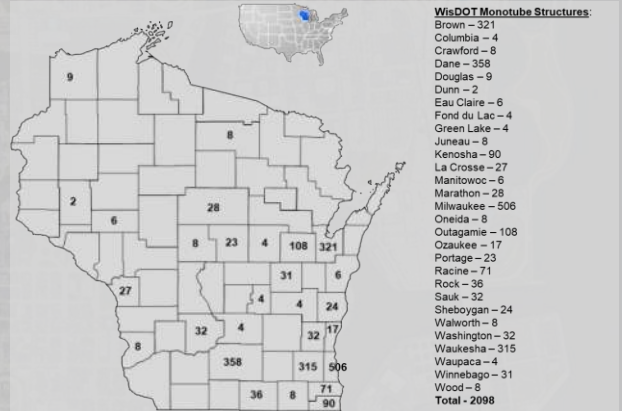 WisDOT Monotube Structures:
Brown – 321
Columbia – 4
Crawford – 8
Dane – 358
Douglas – 9
Dunn – 2
Eau Claire – 6
Fond du Lac – 4
Green Lake – 4
Juneau – 8
Kenosha – 90
La Crosse – 27
Manitowoc – 6
Marathon – 28
Milwaukee – 506
Oneida – 8
Outagamie – 108
Ozaukee – 17
Portage – 23
Racine – 71
Rock – 36
Sauk – 32
Sheboygan – 24
Walworth – 8
Washington – 32
Waukesha – 315
Waupaca – 4
Winnebago – 31
Wood – 8
Total - 2098
9
8
2
6
28
8 23 4 108 321
31 6
27
4 4 24
32 4 32 17
8
358 315 506
36 8 71
90